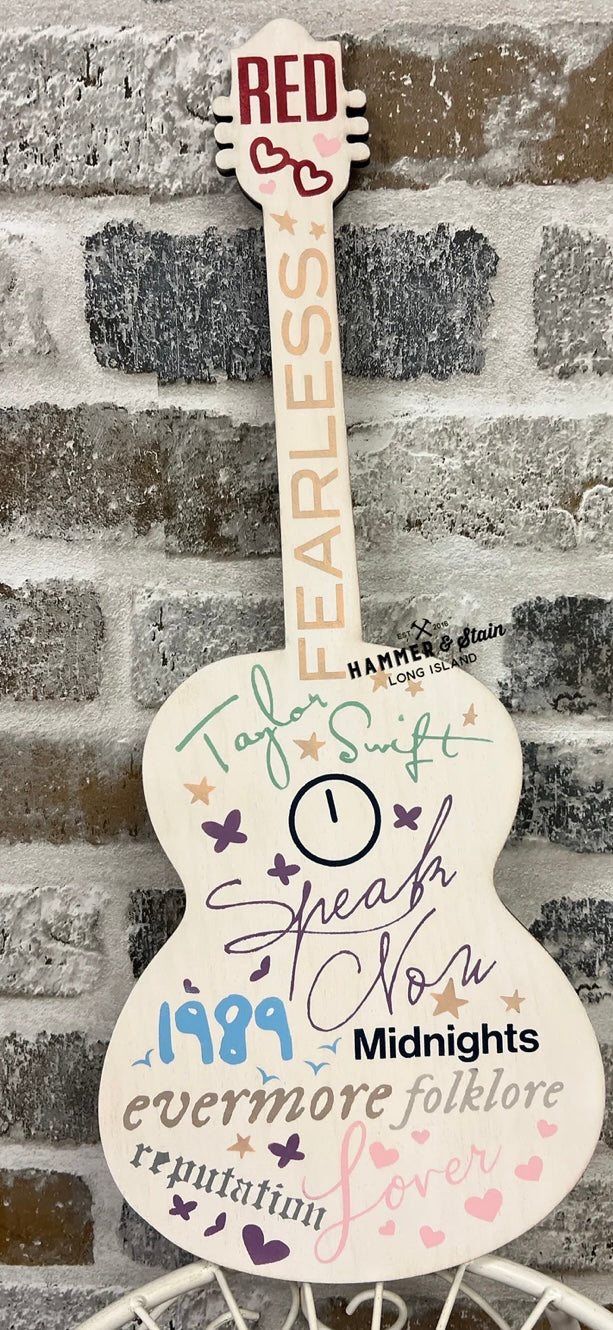 RED
FEARLESS
EST. 2016
HAMMER & Stain
LONG ISLAND
Taylor Swift
Speak
Now
1989
Midnights
evermore folklore
reputation
Lover